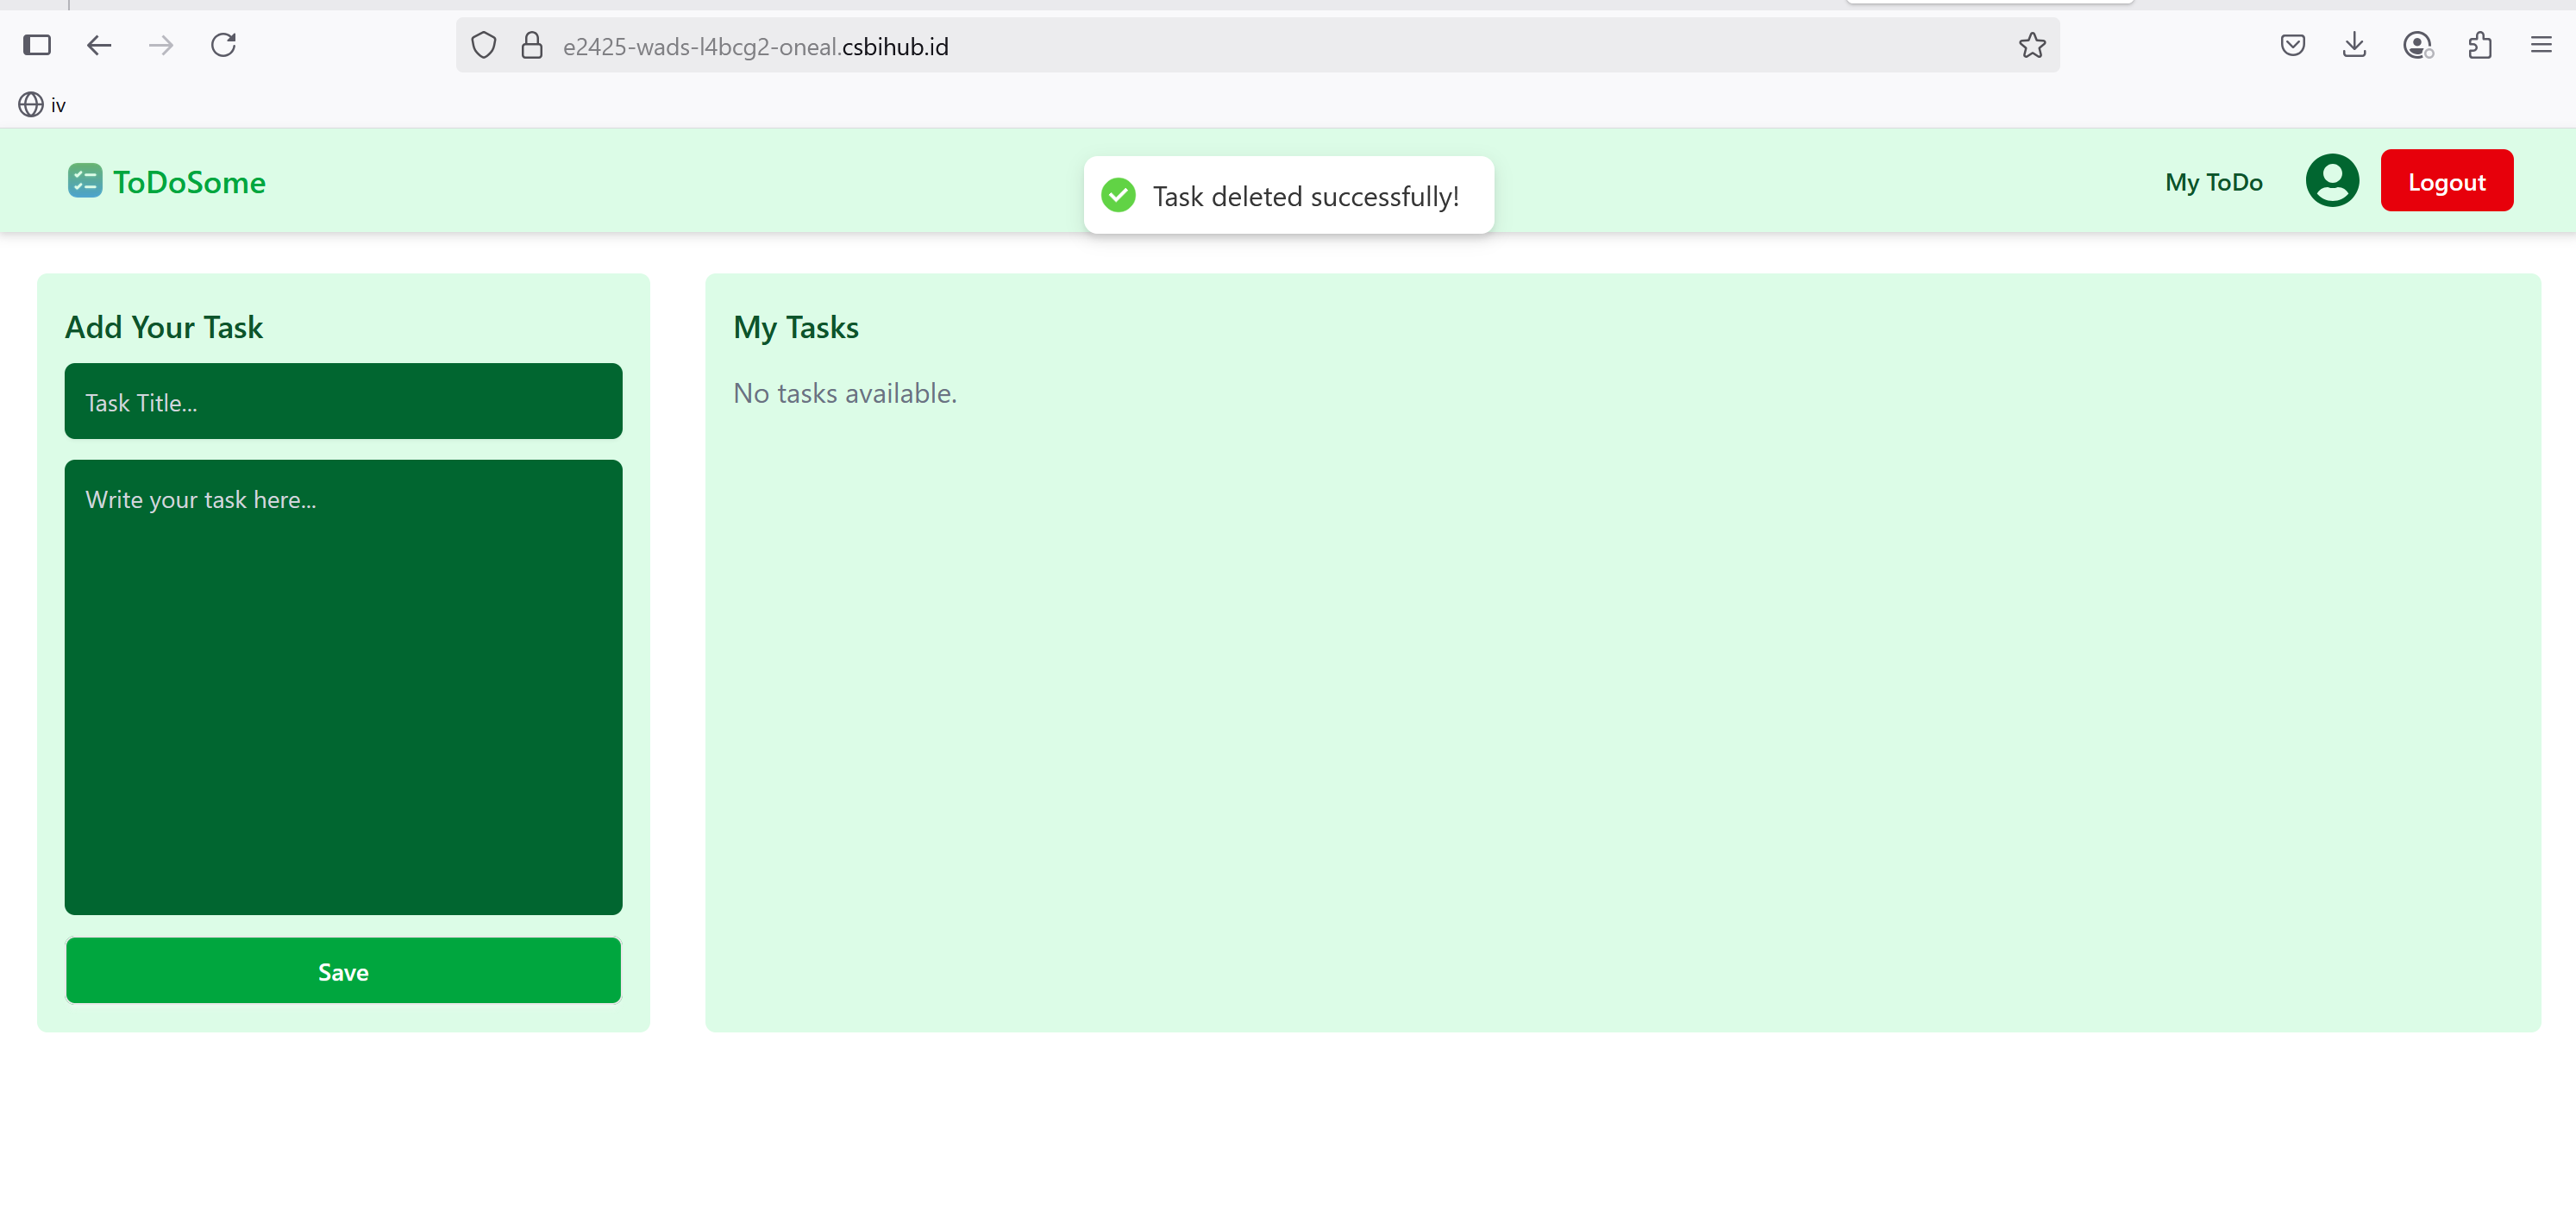 e2425-wads-l4bcg2-oneal.csbihub.id
iv
ToDoSome
Task deleted successfully!
My ToDo
Logout
Add Your Task
Task Title...
Write your task here...
Save
My Tasks
No tasks available.